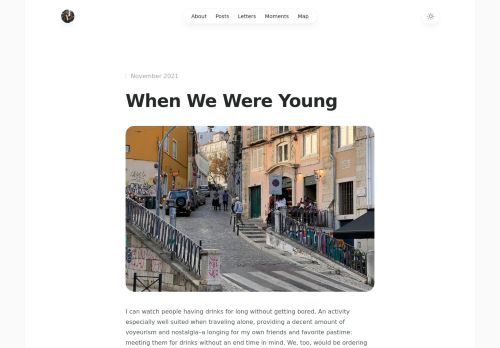 About Posts Letters Moments Map
November 2021
When We Were Young
I can watch people having drinks for long without getting bored. An activity
especially well suited when traveling alone, providing a decent amount of
voyeurism and nostalgia–a longing for my own friends and favorite pastime:
meeting them for drinks without an end time in mind. We, too, would be ordering